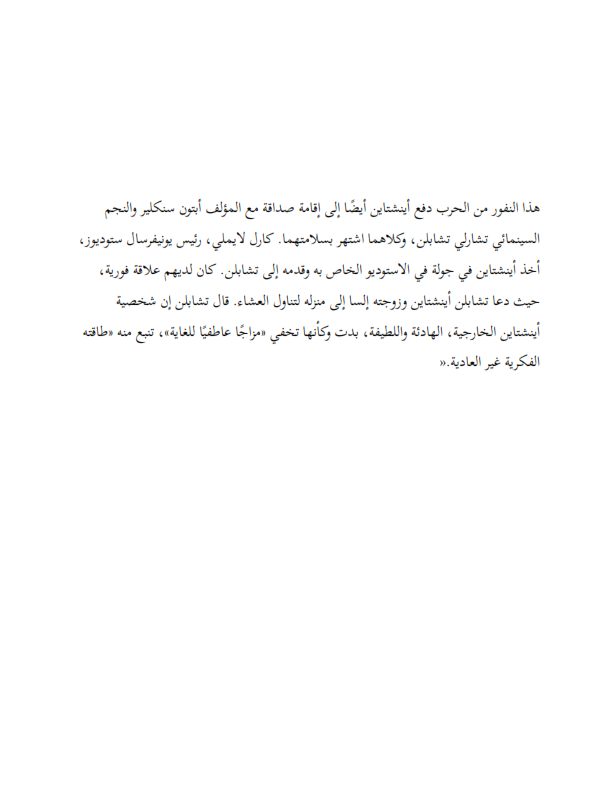 هذا النفور من الحرب دفع أينشتاين أيضًا إلى إقامة صداقة مع المؤلف أبتون سنكلير والنجم
السينمائي تشارلي تشابلن، وكلاهما اشتهر بسلامتهما. كارل لايملي، رئيس يونيفرسال ستوديوز،
أخذ أينشتاين في جولة في الاستوديو الخاص به وقدمه إلى تشابلن. كان لديهم علاقة فورية،
حيث دعا تشابلن أينشتاين وزوجته إلسا إلى منزله لتناول العشاء. قال تشابلن إن شخصية
أينشتاين الخارجية، الهادئة واللطيفة، بدت وكأنها تخفي «مزاجًا عاطفيًا للغاية»، تنبع منه «طاقته
الفكرية غير العادية.»